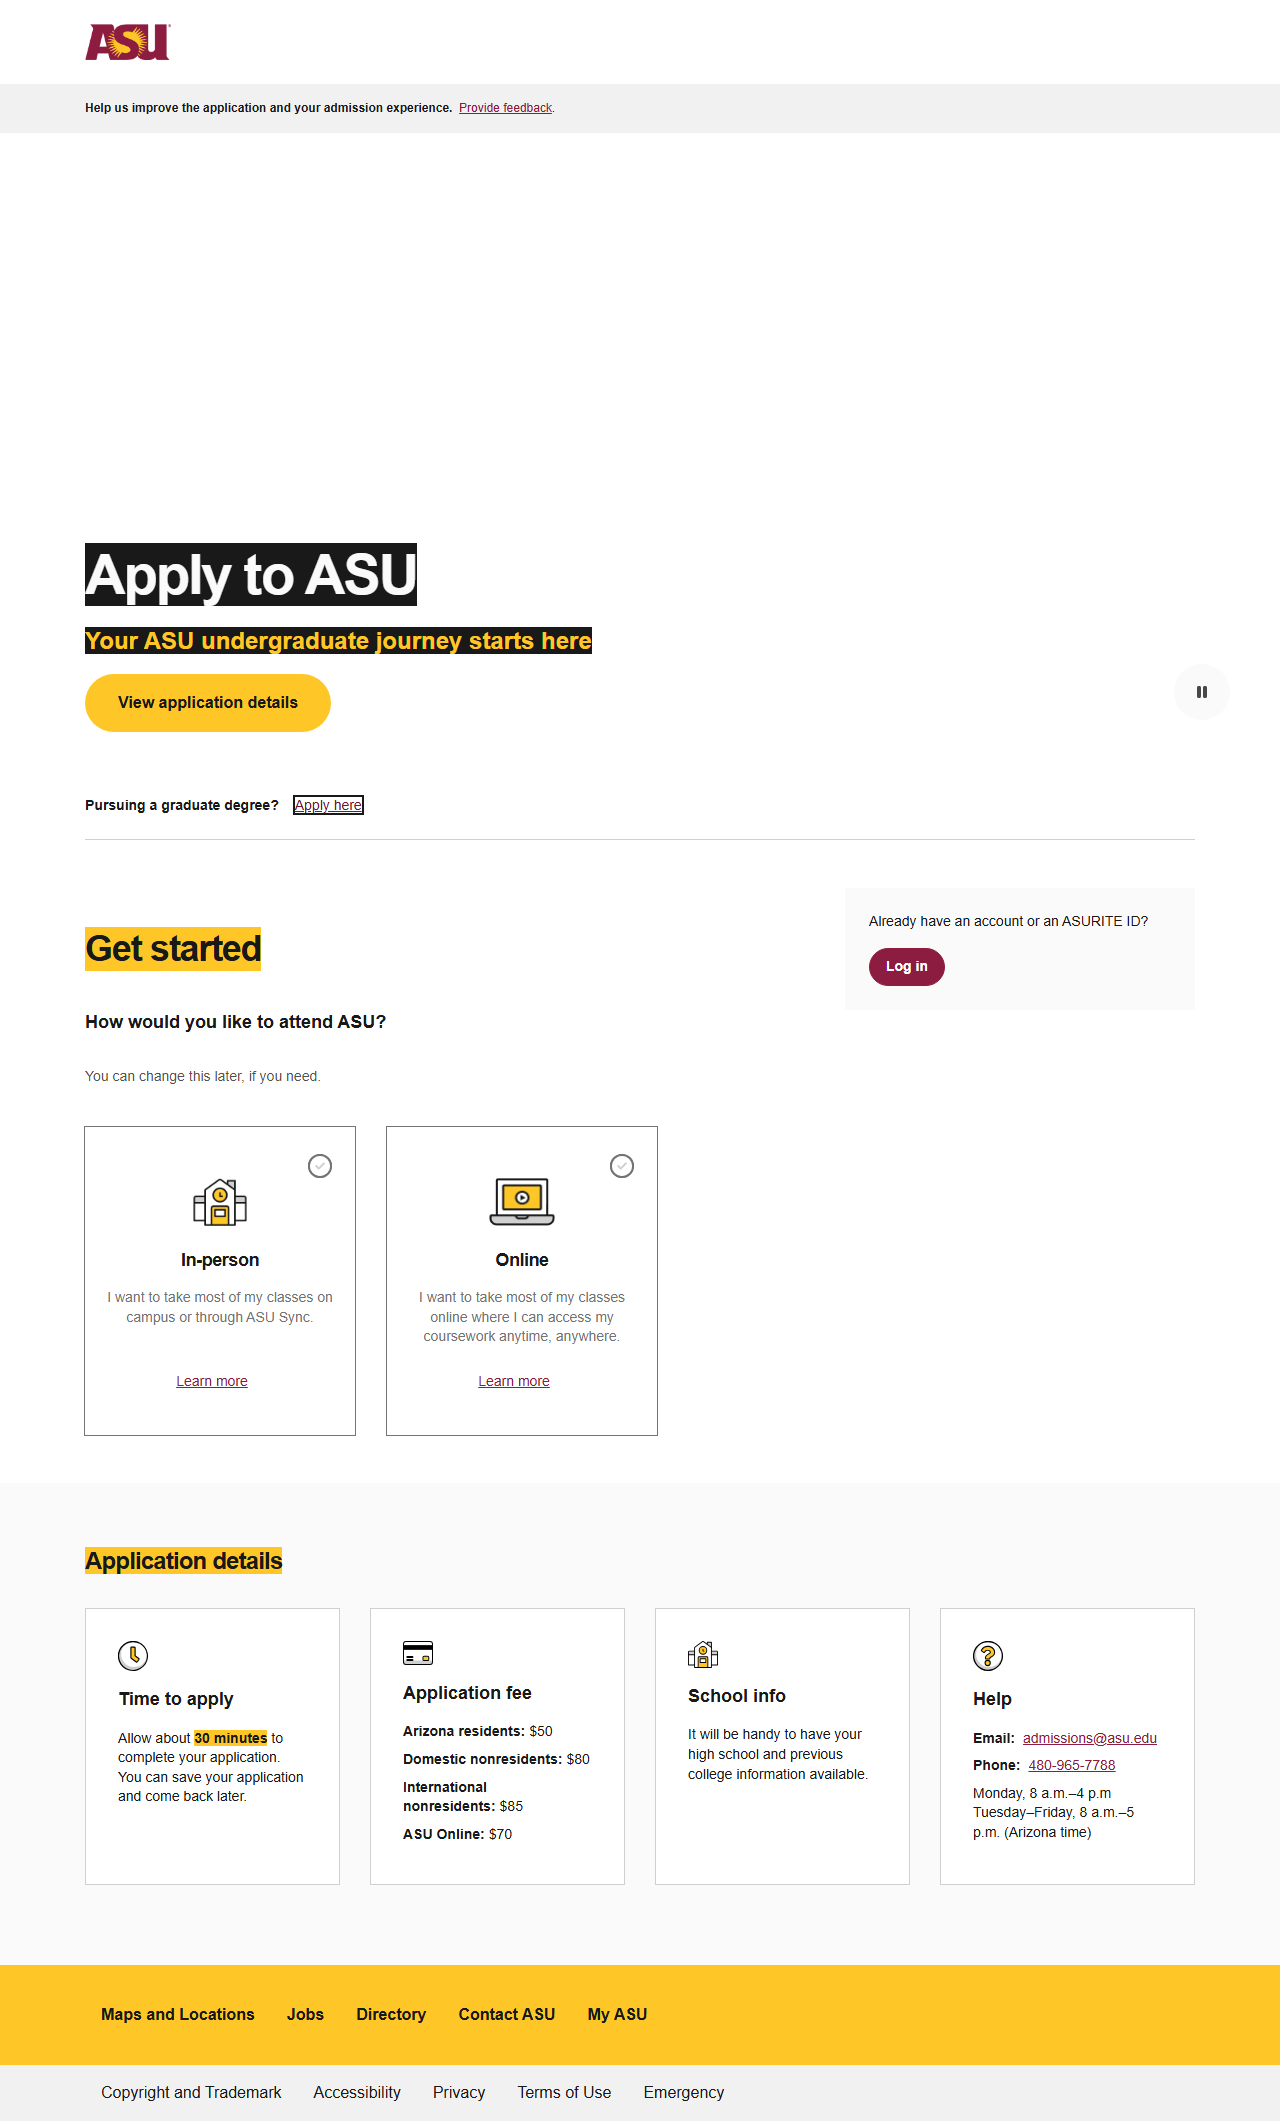 ASU
Help us improve the application and your admission experience. Provide feedback.
Apply to ASU
Your ASU undergraduate journey starts here
View application details
Pursuing a graduate degree? Apply here
Already have an account or an ASURITE ID?
Log in
Get started
How would you like to attend ASU?
You can change this later, if you need.
In-person
I want to take most of my classes on
campus or through ASU Sync.
Learn more
Online
I want to take most of my classes
online where I can access my
coursework anytime, anywhere.
Learn more
Application details
Time to apply
Allow about 30 minutes to
complete your application.
You can save your application
and come back later.
Application fee
Arizona residents: $50
Domestic nonresidents: $80
International
nonresidents: $85
ASU Online: $70
School info
It will be handy to have your
high school and previous
college information available.
Help
Email: admissions@asu.edu
Phone: 480-965-7788
Monday, 8 a.m.–4 p.m
Tuesday–Friday, 8 a.m.–5
p.m. (Arizona time)
Maps and Locations Jobs Directory Contact ASU My ASU
Copyright and Trademark Accessibility Privacy Terms of Use Emergency